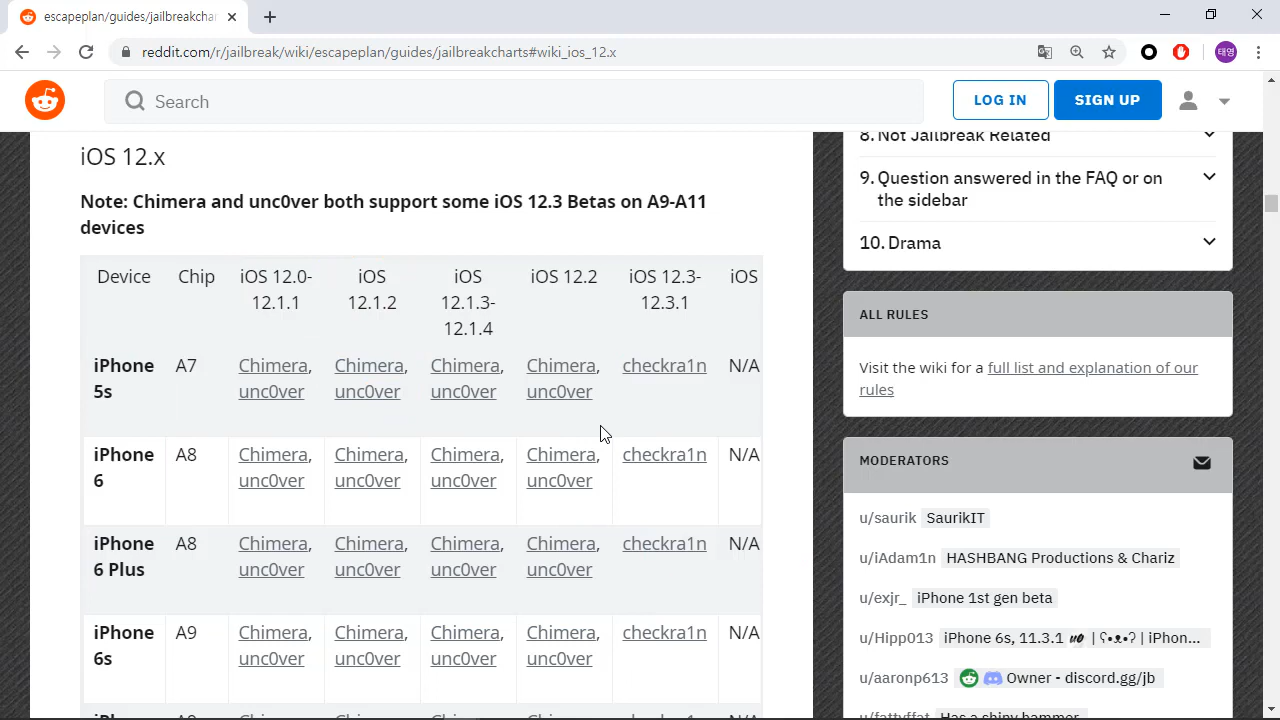 escapeplan/guides/jailbreakchar
reddit.com/r/jailbreak/wiki/escapeplan/guides/jailbreakcharts#wiki_ios_12.x
태영
Search
LOG IN
SIGN UP
iOS 12.x
Note: Chimera and unc0ver both support some iOS 12.3 Betas on A9-A11
devices
Device Chip iOS 12.0- iOS iOS iOS 12.2 iOS 12.3- iOS
12.1.1 12.1.2 12.1.3- 12.3.1
12.1.4
iPhone A7 Chimera, Chimera, Chimera, Chimera, checkra1n N/A
5s unc0ver unc0ver unc0ver unc0ver
iPhone A8 Chimera, Chimera, Chimera, Chimera, checkra1n N/A
6 unc0ver unc0ver unc0ver unc0ver
iPhone A8 Chimera, Chimera, Chimera, Chimera, checkra1n N/A
6 Plus unc0ver unc0ver unc0ver unc0ver
iPhone A9 Chimera, Chimera, Chimera, Chimera, checkra1n N/A
6s unc0ver unc0ver unc0ver unc0ver
8. Not Jailbreak Related
9. Question answered in the FAQ or on
the sidebar
10. Drama
ALL RULES
Visit the wiki for a full list and explanation of our
rules
MODERATORS
u/saurik SaurikIT
u/iAdam1n HASHBANG Productions & Chariz
u/exjr_ iPhone 1st gen beta
u/Hipp013 iPhone 6s, 11.3.1 | ʕ•ᴥ•ʔ | iPhon...
u/aaronp613 Owner - discord.gg/jb
u/fattyffat Has a shiny hammer